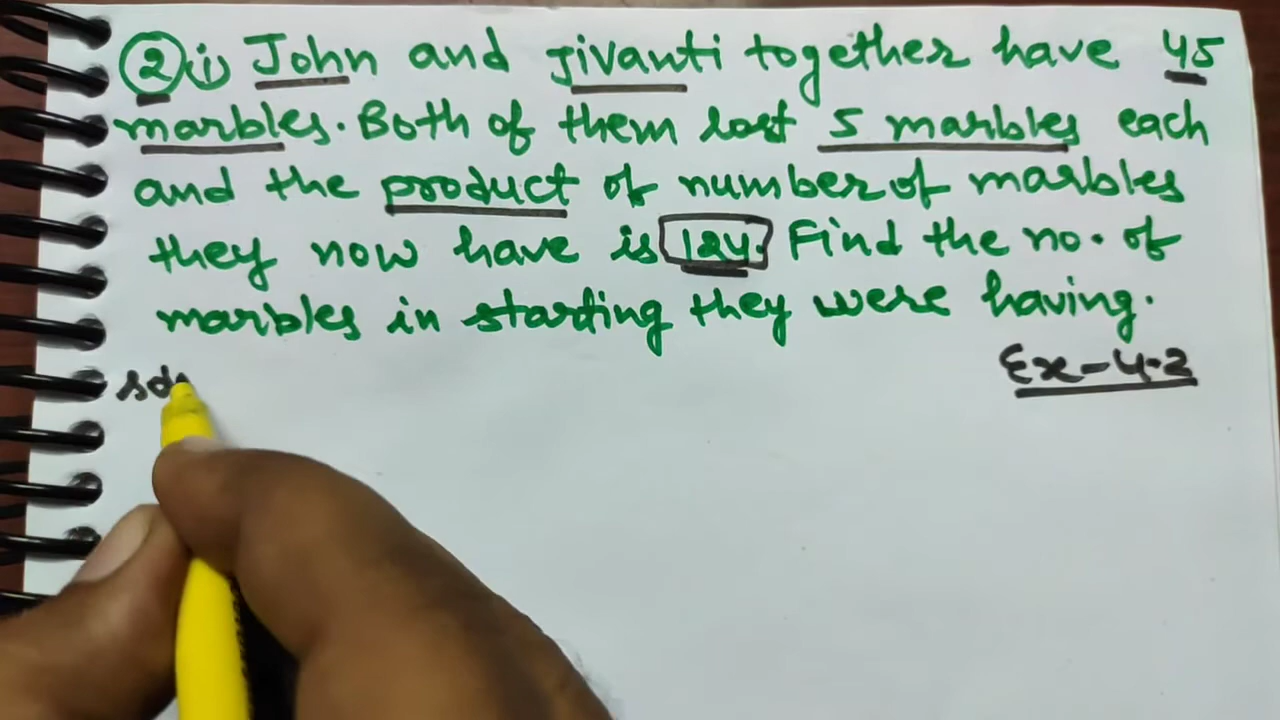 ② i) John and Jivanti together have 45
marbles. Both of them lost 5 marbles each
and the product of number of marbles
they now have is 124. Find the no. of
marbles in starting they were having.
Ex-4.2